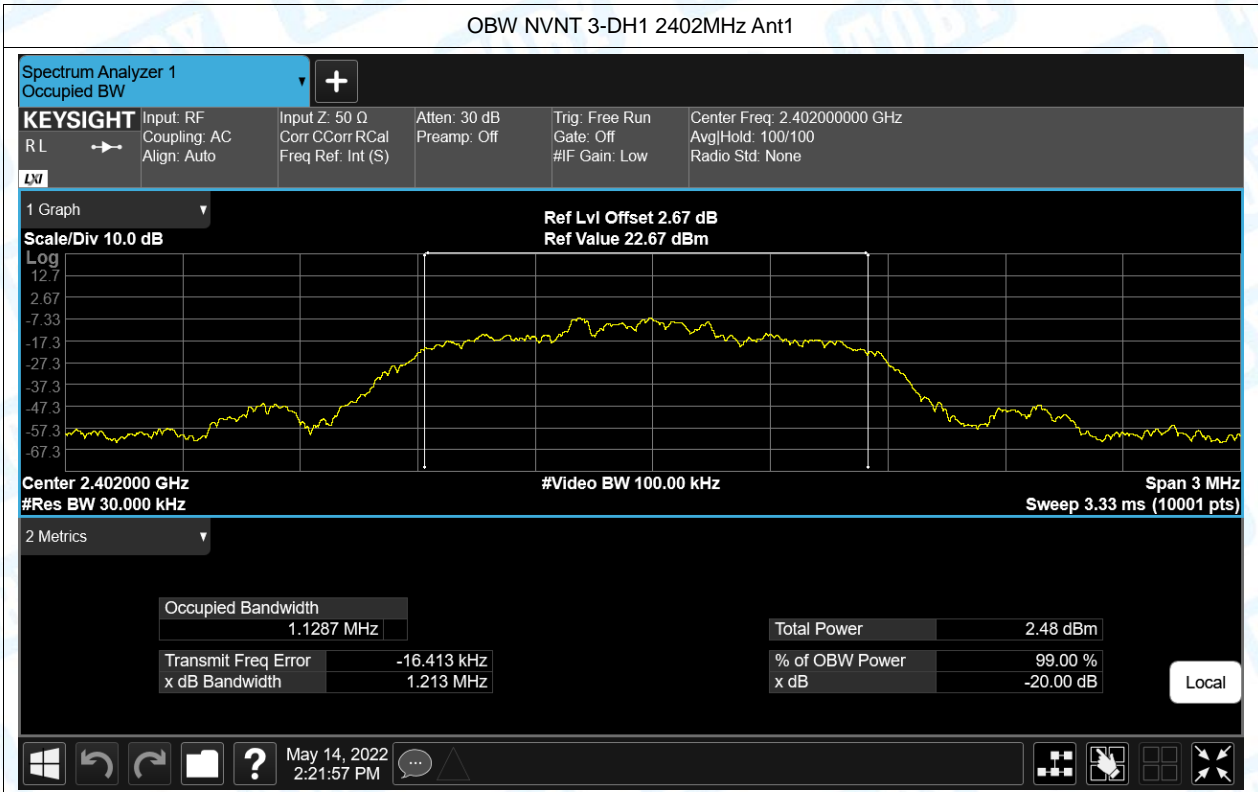 OBW NVNT 3-DH1 2402MHz Ant1
Spectrum Analyzer 1
Occupied BW
KEYSIGHT
R L
LXI
Input: RF
Coupling: AC
Align: Auto
Input Z: 50 Ω
Corr CCorr RCal
Freq Ref: Int (S)
Atten: 30 dB
Preamp: Off
Trig: Free Run
Gate: Off
#IF Gain: Low
Center Freq: 2.402000000 GHz
Avg|Hold: 100/100
Radio Std: None
1 Graph
Ref Lvl Offset 2.67 dB
Scale/Div 10.0 dB
Ref Value 22.67 dBm
Log
12.7
2.67
-7.33
-17.3
-27.3
-37.3
-47.3
-57.3
-67.3
Center 2.402000 GHz
#Video BW 100.00 kHz
Span 3 MHz
#Res BW 30.000 kHz
Sweep 3.33 ms (10001 pts)
2 Metrics
Occupied Bandwidth
1.1287 MHz
Total Power 2.48 dBm
Transmit Freq Error -16.413 kHz
% of OBW Power 99.00 %
x dB Bandwidth 1.213 MHz
x dB -20.00 dB
Local
?
May 14, 2022
2:21:57 PM